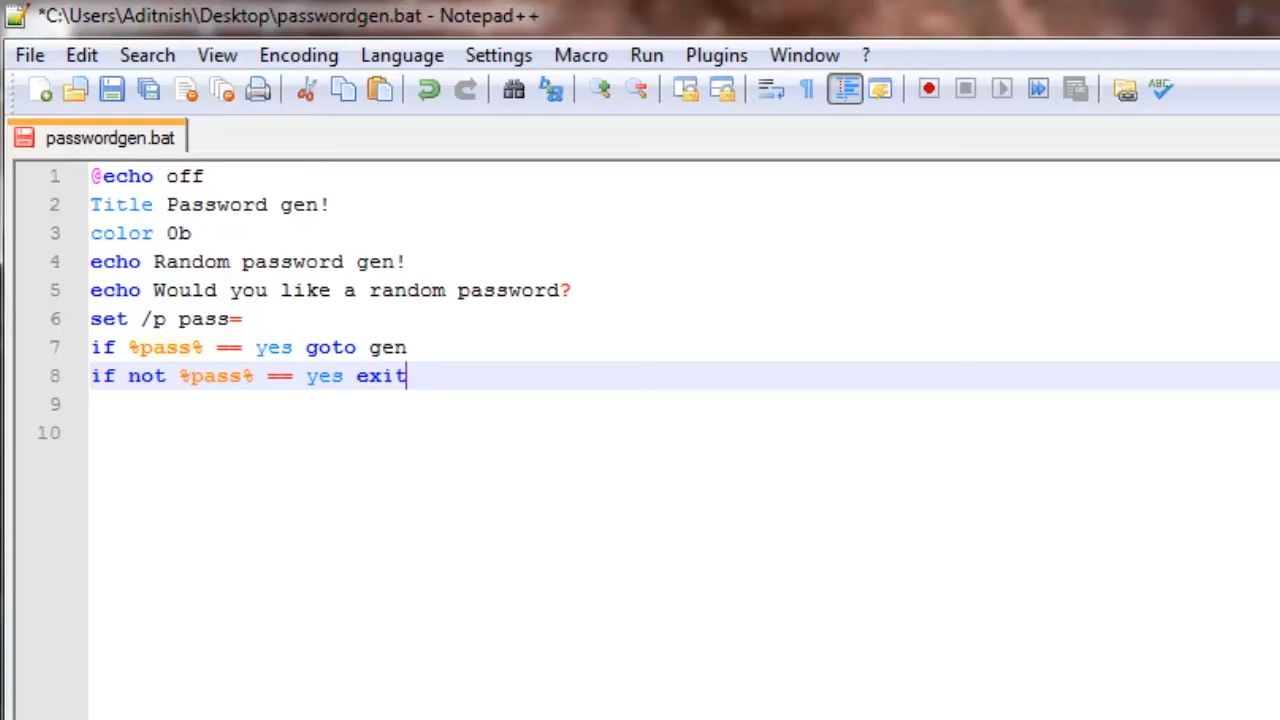 *C:\Users\Aditnish\Desktop\passwordgen.bat - Notepad++
File Edit Search View Encoding Language Settings Macro Run Plugins Window ?
ABC
passwordgen.bat
1 @echo off
2 Title Password gen!
3 color 0b
4 echo Random password gen!
5 echo Would you like a random password?
6 set /p pass=
7 if %pass% == yes goto gen
8 if not %pass% == yes exit
9
10